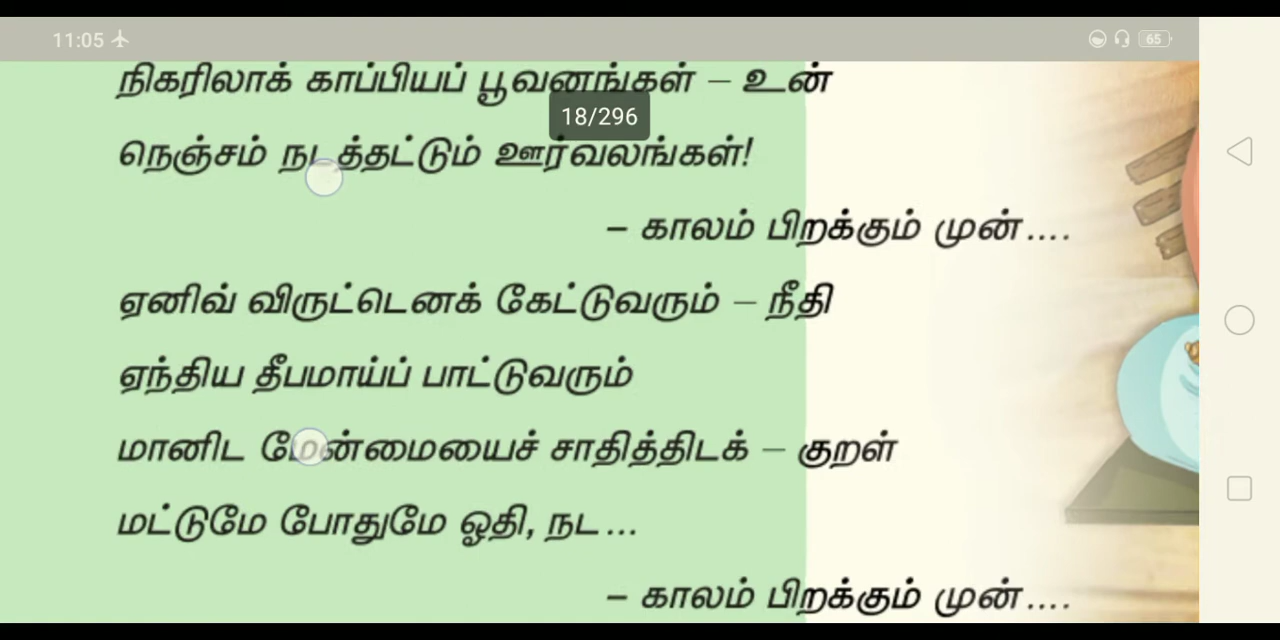 11:05
65
நிகரிலாக் காப்பியப் பூவனங்கள் – உன்
18/296
நெஞ்சம் நடத்தட்டும் ஊர்வலங்கள்!
– காலம் பிறக்கும் முன்....
ஏனிவ் விருட்டெனக் கேட்டுவரும் – நீதி
ஏந்திய தீபமாய்ப் பாட்டுவரும்
மானிட மேன்மையைச் சாதித்திடக் – குறள்
மட்டுமே போதுமே ஓதி, நட...
– காலம் பிறக்கும் முன்....